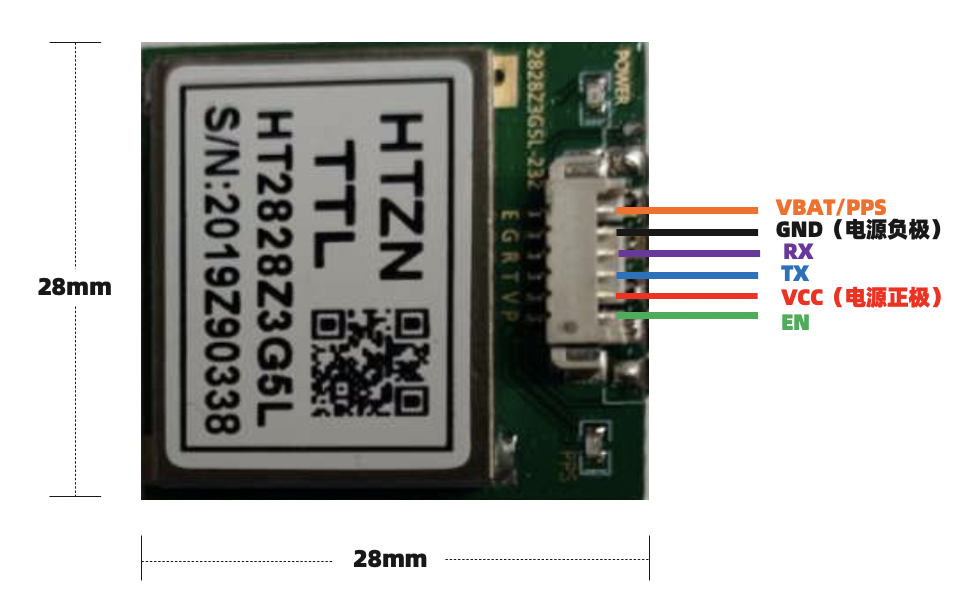 HTZN
TTL
HT2828Z3G5L
S/N:2019Z90338
2828Z3G5L-232
POWER
E G R T V P
PPS
VBAT/PPS
GND（电源负极）
RX
TX
VCC（电源正极）
EN
28mm
28mm